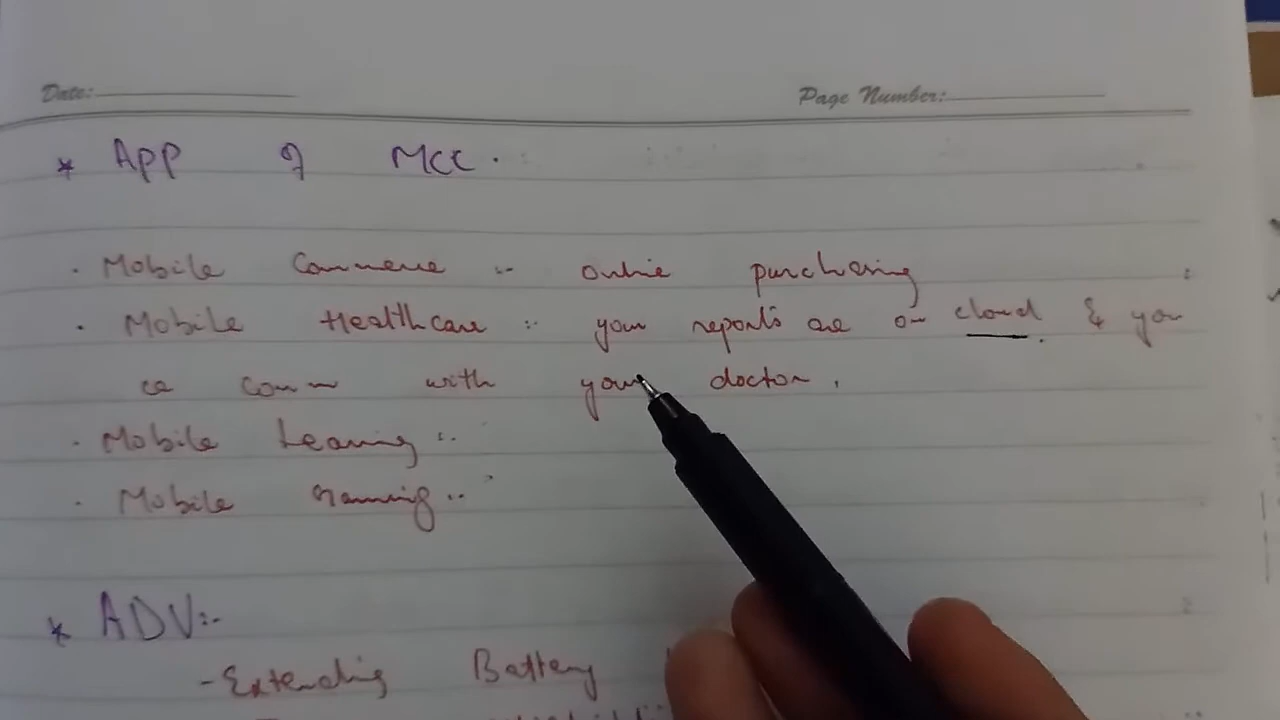 Date:
Page Number:
* APP of MCC.
. Mobile Commerce :- online purchasing
. Mobile Healthcare :: your reports are on cloud. & you
ca comm with your doctor.
. Mobile Learning :.
. Mobile Gaming ..
* ADV:-
-Extending Battery